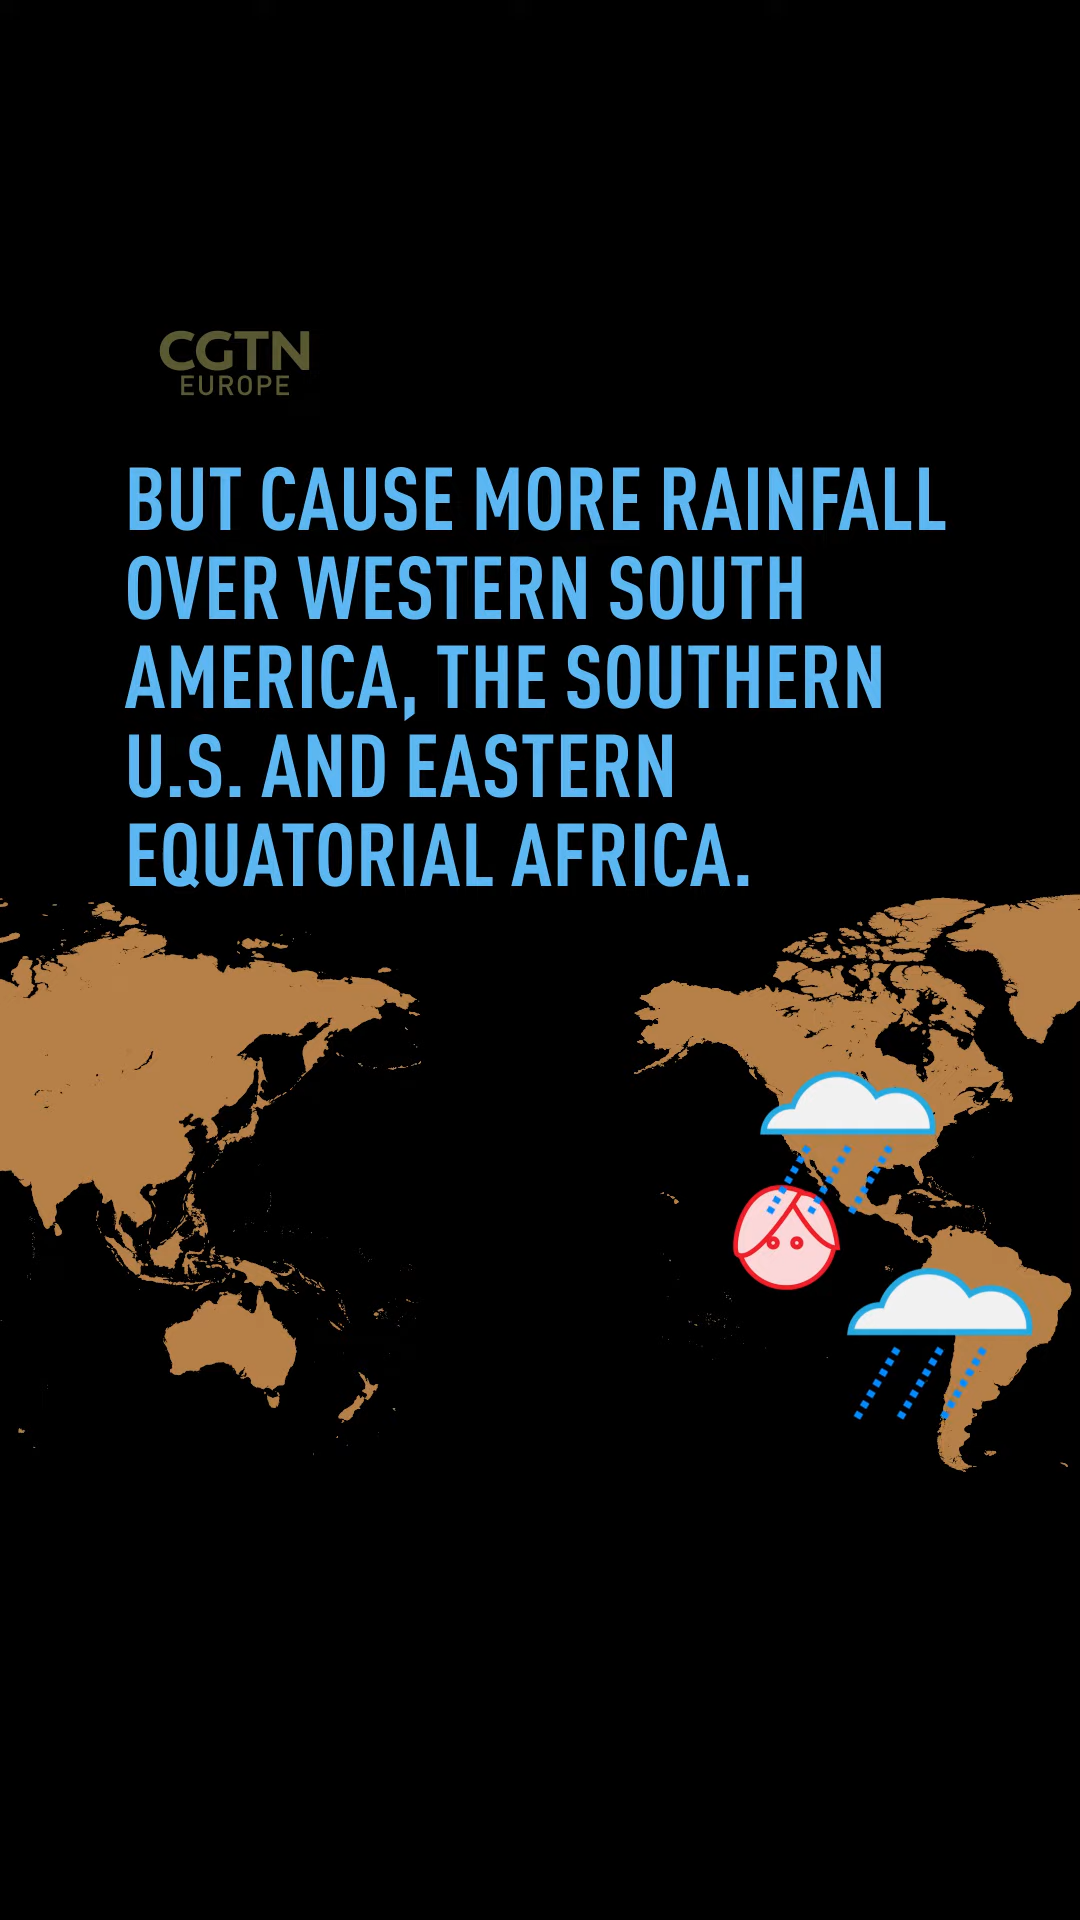 CGTN
EUROPE
BUT CAUSE MORE RAINFALL
OVER WESTERN SOUTH
AMERICA, THE SOUTHERN
U.S. AND EASTERN
EQUATORIAL AFRICA.